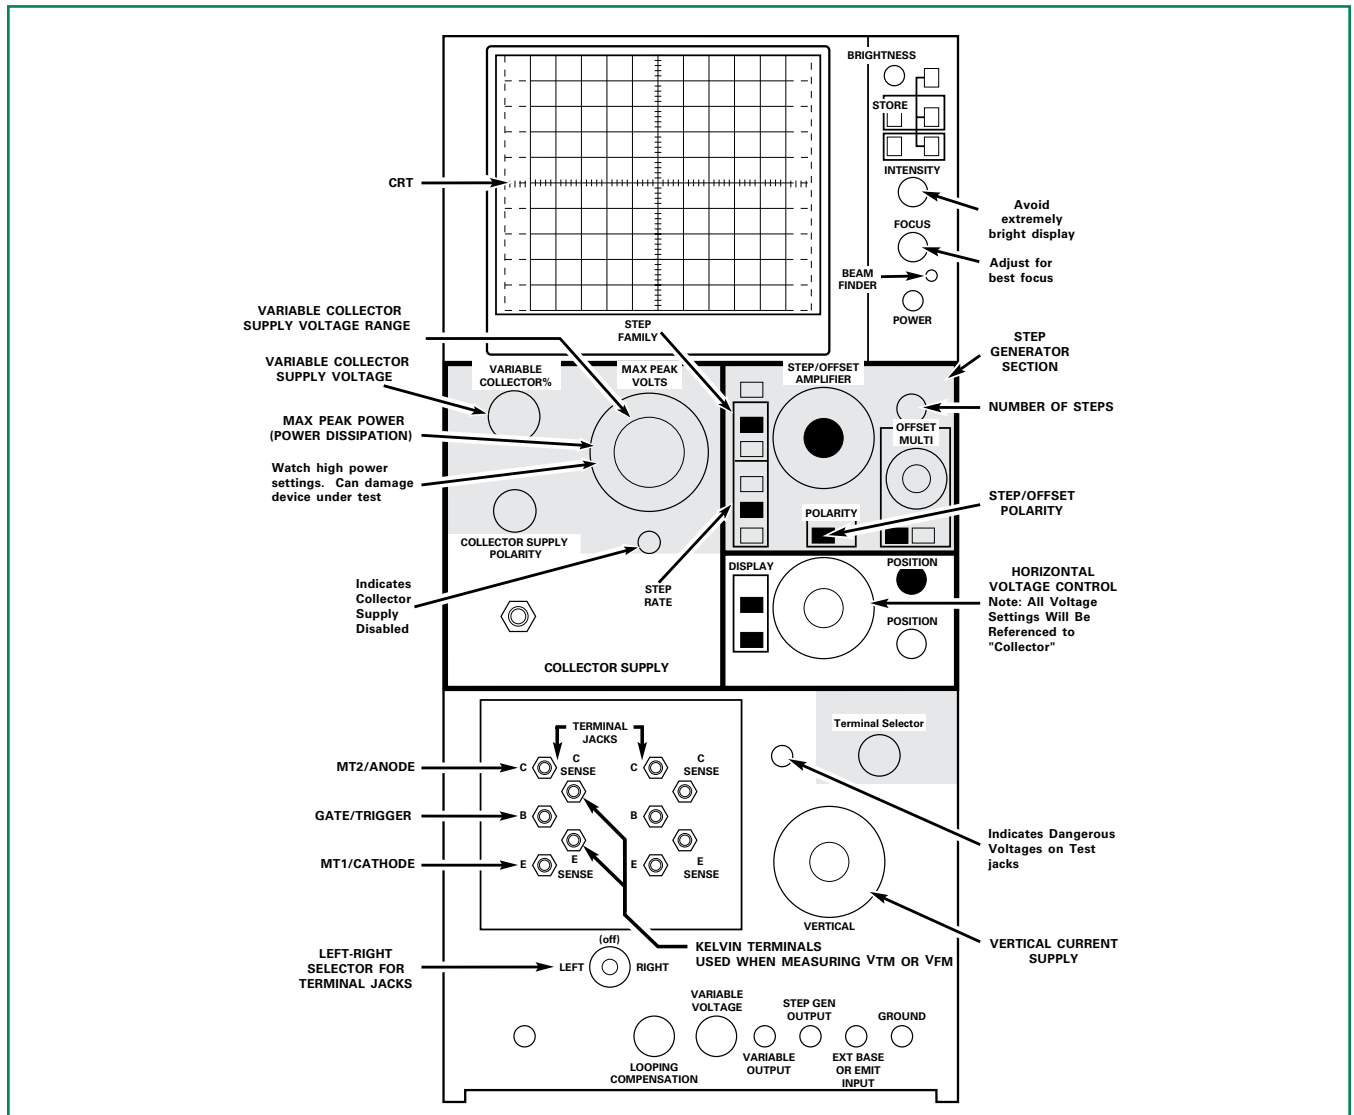 BRIGHTNESS
STORE
INTENSITY
CRT
Avoid
extremely
bright display
FOCUS
Adjust for
best focus
BEAM
FINDER
POWER
VARIABLE COLLECTOR
SUPPLY VOLTAGE RANGE
STEP
FAMILY
STEP
GENERATOR
SECTION
VARIABLE COLLECTOR
SUPPLY VOLTAGE
VARIABLE
COLLECTOR%
MAX PEAK
VOLTS
STEP/OFFSET
AMPLIFIER
NUMBER OF STEPS
MAX PEAK POWER
(POWER DISSIPATION)
OFFSET
MULTI
Watch high power
settings. Can damage
device under test
STEP/OFFSET
POLARITY
POLARITY
COLLECTOR SUPPLY
POLARITY
Indicates
Collector
Supply
Disabled
STEP
RATE
DISPLAY
POSITION
HORIZONTAL
VOLTAGE CONTROL
Note: All Voltage
Settings Will Be
Referenced to
"Collector"
POSITION
COLLECTOR SUPPLY
TERMINAL
JACKS
Terminal Selector
MT2/ANODE
C
C
SENSE
C
C
SENSE
GATE/TRIGGER
B
B
MT1/CATHODE
E
E
SENSE
E
E
SENSE
Indicates Dangerous
Voltages on Test
jacks
VERTICAL
VERTICAL CURRENT
SUPPLY
KELVIN TERMINALS
USED WHEN MEASURING VTM OR VFM
LEFT-RIGHT
SELECTOR FOR
TERMINAL JACKS
(off)
LEFT
RIGHT
VARIABLE
VOLTAGE
STEP GEN
OUTPUT
GROUND
LOOPING
COMPENSATION
VARIABLE
OUTPUT
EXT BASE
OR EMIT
INPUT